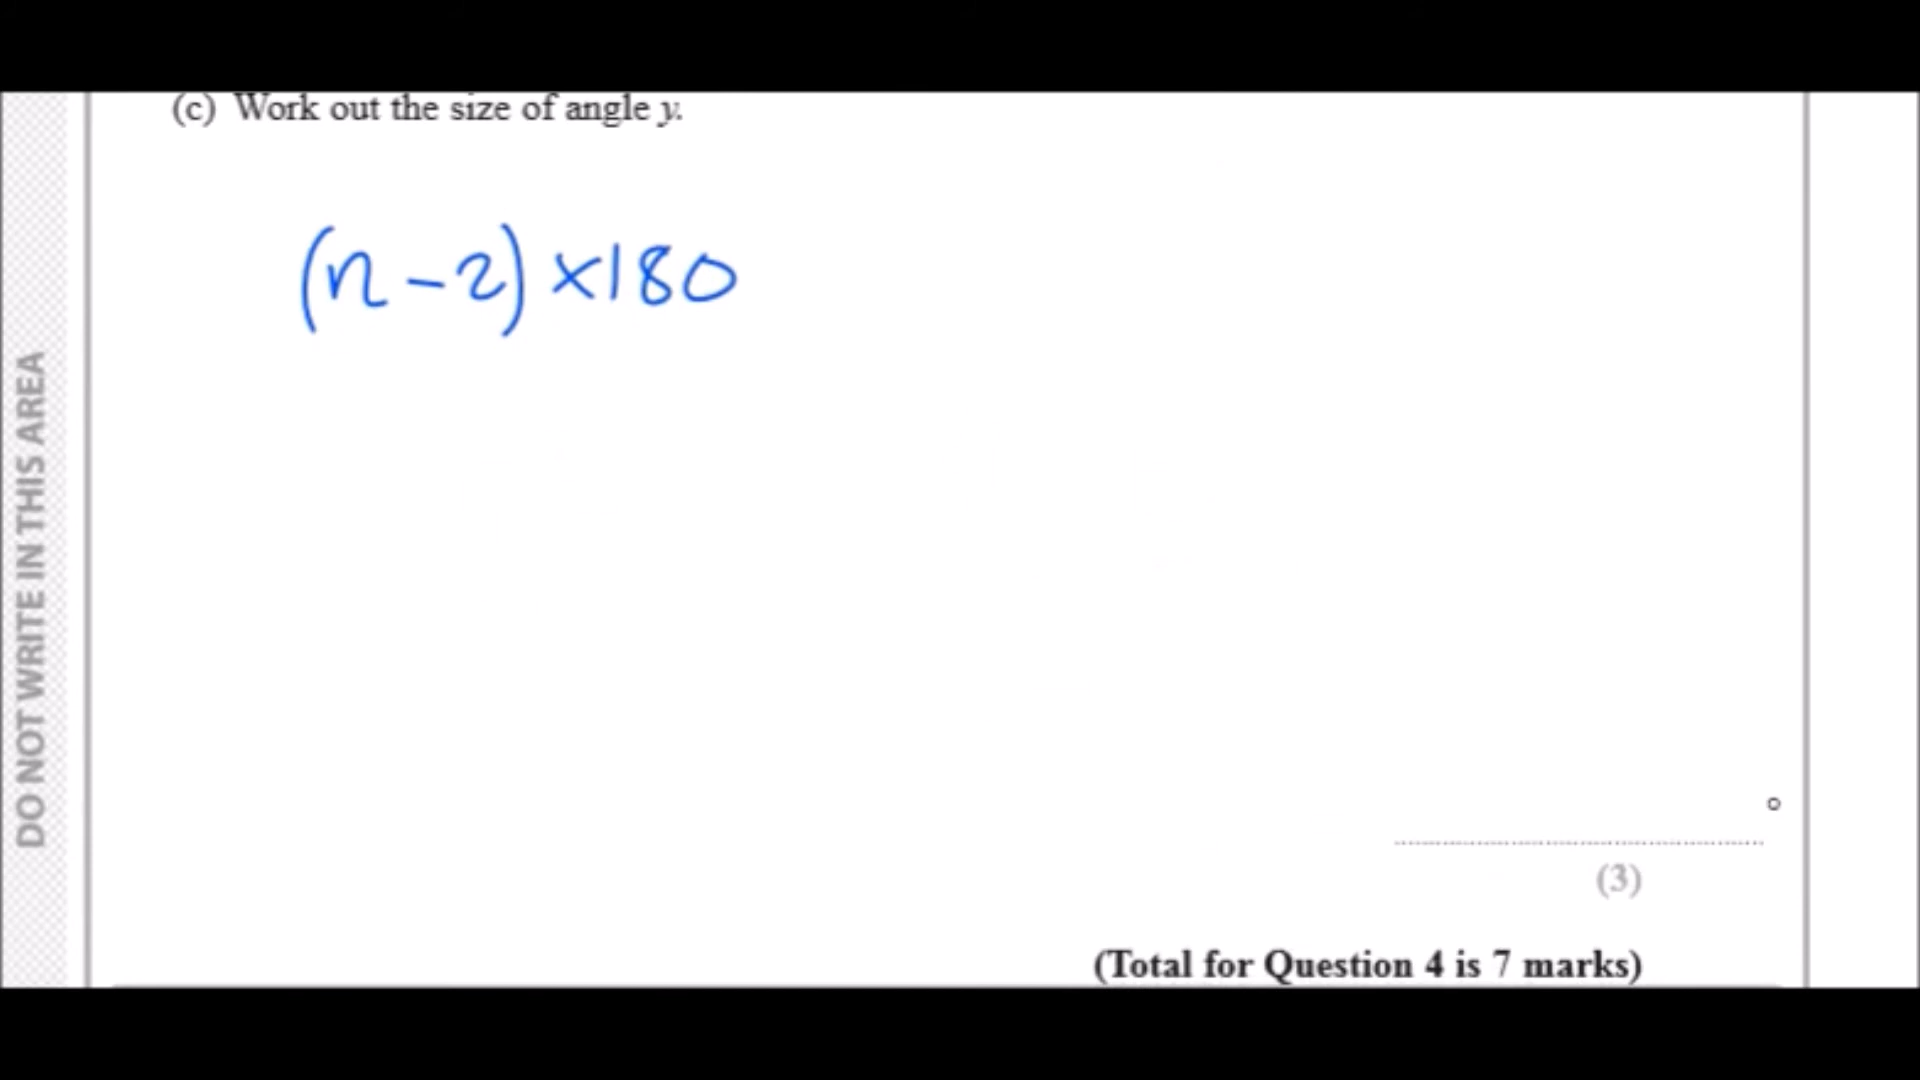 (c) Work out the size of angle y.
(n - 2) ×180
DO NOT WRITE IN THIS AREA
°
(3)
(Total for Question 4 is 7 marks)